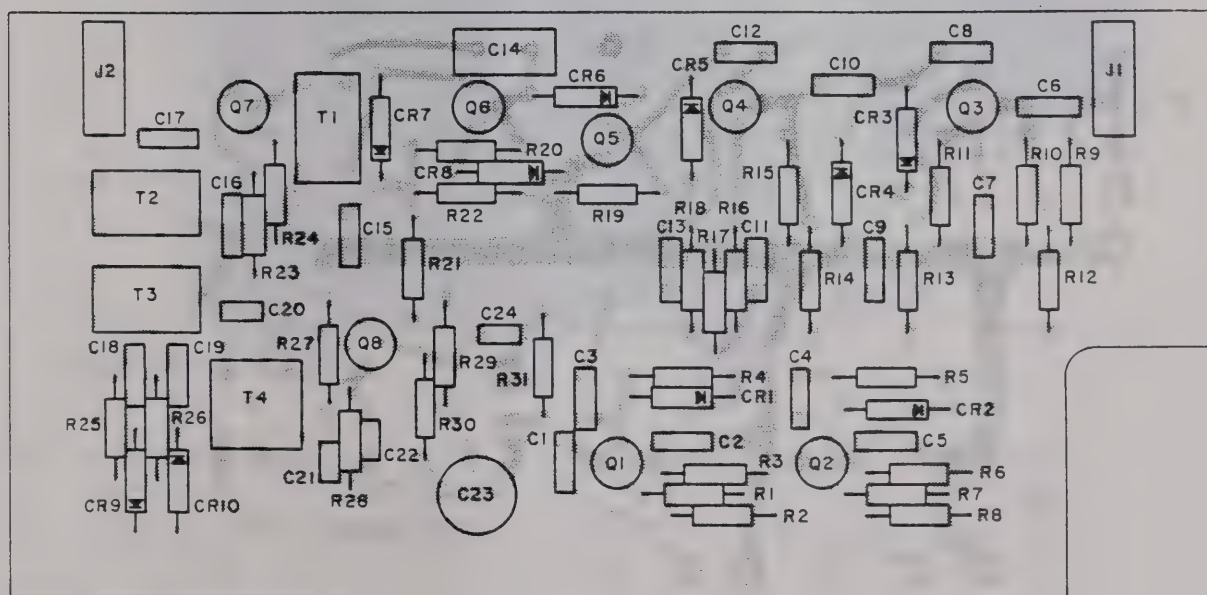 C14 C12 C8
J2 CR6 CR5 C10 J1
Q7 T1 CR7 Q6 Q4 CR3 Q3 C6
C17 Q5
R20 R11 R10 R9
CR8 R15 CR4 C7
C16 T2 R22 R19 R18 R16
R24 C15 C13 R17 C11 C9
R23 R21 R14 R13 R12
T3
C20 C24
R27 Q8 R29
C18 C19 R31 C3 C4
R4 R5
T4 CR1 CR2
R25 R26 R30 C1 C2 C5
C22 Q1 Q2
C21 R3 R6
R28 C23 R1 R7
CR9 CR10 R2 R8